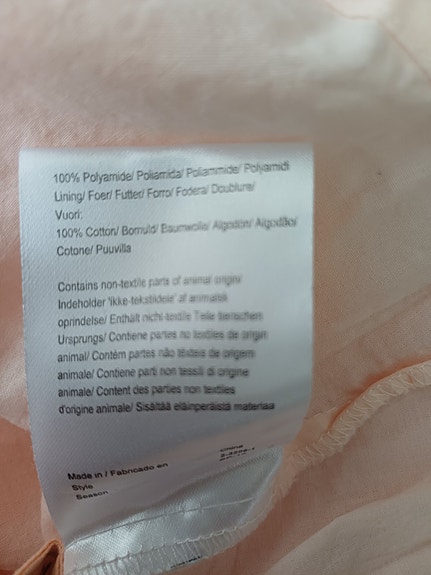 100% Polyamide/ Poliamida/ Poliammide/ Polyamidi
Lining/ Foer/ Futter/ Forro/ Fodera/ Doublure/
Vuori:
100% Cotton/ Bomuld/ Baumwolle/ Algodon/ Algodão/
Cotone/ Puuvilla
Contains non-textile parts of animal origin/
Indeholder 'ikke-tekstildele' af animalsk
oprindelse/ Enthält nicht-textile Teile tierischen
Ursprungs/ Contiene partes no textiles de origin
animal/ Contém partes não têxteis de origem
animale/ Contiene parti non tessili di origine
animale/ Content des parties non textiles
d'origine animale/ Sisältää eläinperäistä materiaa
Made in / Fabricado en China
Style
Season